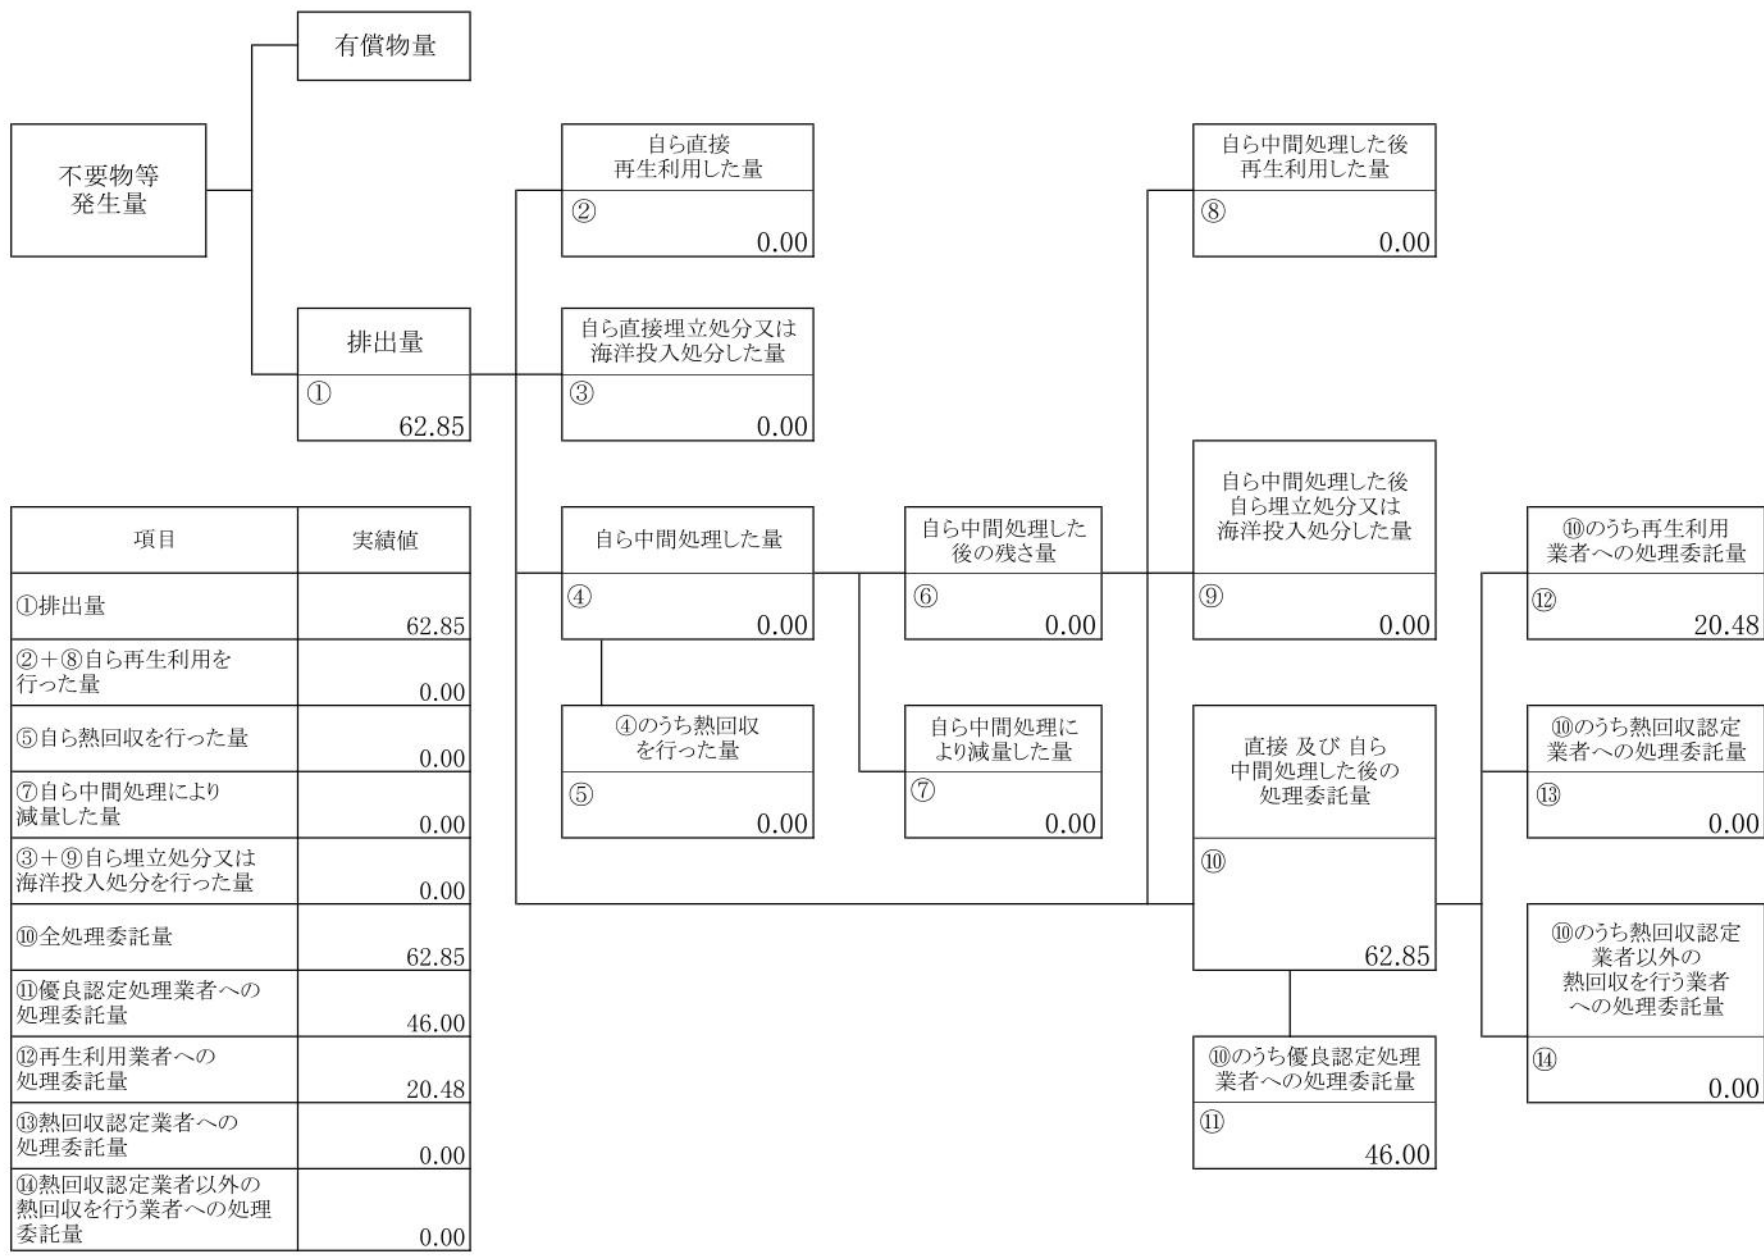 有償物量
不要物等
発生量
自ら直接
再生利用した量
②
0.00
自ら中間処理した後
再生利用した量
⑧
0.00
排出量
①
62.85
自ら直接埋立処分又は
海洋投入処分した量
③
0.00
自ら中間処理した量
④
0.00
自ら中間処理した
後の残さ量
⑥
0.00
自ら中間処理した後
自ら埋立処分又は
海洋投入処分した量
⑨
0.00
⑩のうち再生利用
業者への処理委託量
⑫
20.48
④のうち熱回収
を行った量
⑤
0.00
自ら中間処理に
より減量した量
⑦
0.00
直接 及び 自ら
中間処理した後の
処理委託量
⑩
62.85
⑩のうち熱回収認定
業者への処理委託量
⑬
0.00
⑩のうち熱回収認定
業者以外の
熱回収を行う業者
への処理委託量
⑭
0.00
⑩のうち優良認定処理
業者への処理委託量
⑪
46.00
項目 実績値
①排出量
62.85
②+⑧自ら再生利用を
行った量
0.00
⑤自ら熱回収を行った量
0.00
⑦自ら中間処理により
減量した量
0.00
③+⑨自ら埋立処分又は
海洋投入処分を行った量
0.00
⑩全処理委託量
62.85
⑪優良認定処理業者への
処理委託量
46.00
⑫再生利用業者への
処理委託量
20.48
⑬熱回収認定業者への
処理委託量
0.00
⑭熱回収認定業者以外の
熱回収を行う業者への処理
委託量
0.00